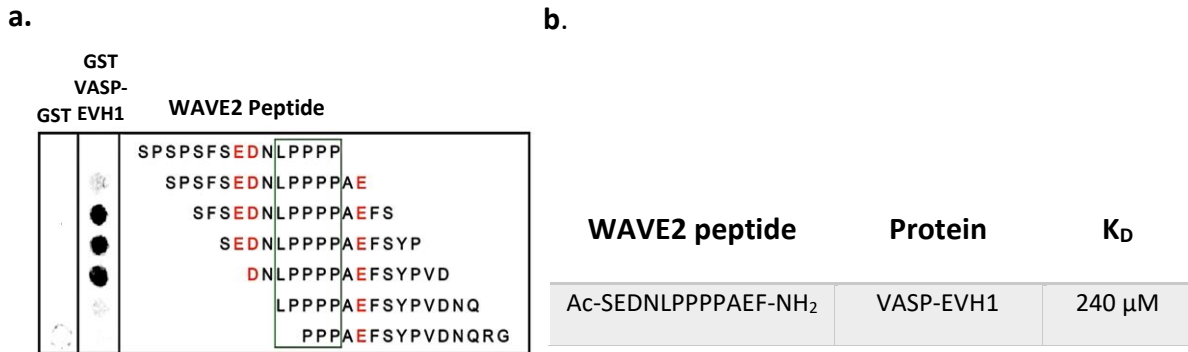 a.
b.
GST
VASP-
GST EVH1 WAVE2 Peptide
SPSPSFSEDNLPPPP
SPSFSEDNLPPPPAE
SFSEDNLPPPPAEFS
SEDNLPPPPAEFSYP
DNLPPPPAEFSYPVD
LPPPPAEFSYPVDNQ
PPPAEFSYPVDNQRG
WAVE2 peptide Protein K_D
Ac-SEDNLPPPPAEF-NH₂ VASP-EVH1 240 µM